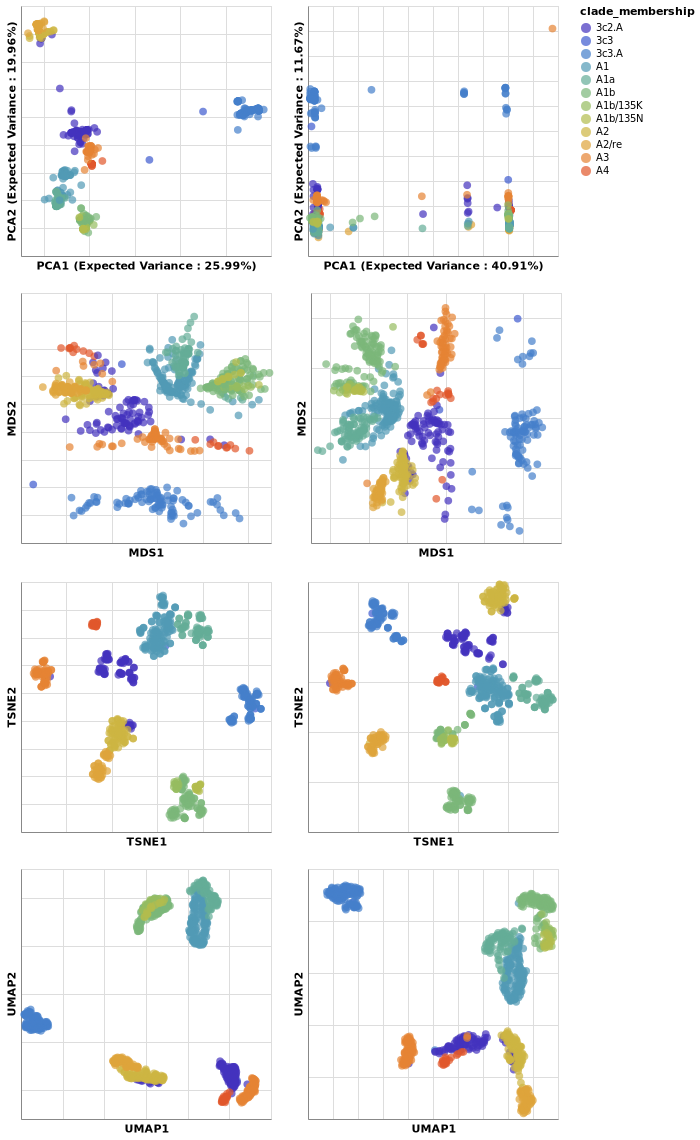 clade_membership
3c2.A
3c3
3c3.A
A1
A1a
A1b
A1b/135K
A1b/135N
A2
A2/re
A3
A4
PCA2 (Expected Variance : 19.96%)
PCA1 (Expected Variance : 25.99%)
PCA2 (Expected Variance : 11.67%)
PCA1 (Expected Variance : 40.91%)
MDS2
MDS1
MDS2
MDS1
TSNE2
TSNE1
TSNE2
TSNE1
UMAP2
UMAP1
UMAP2
UMAP1